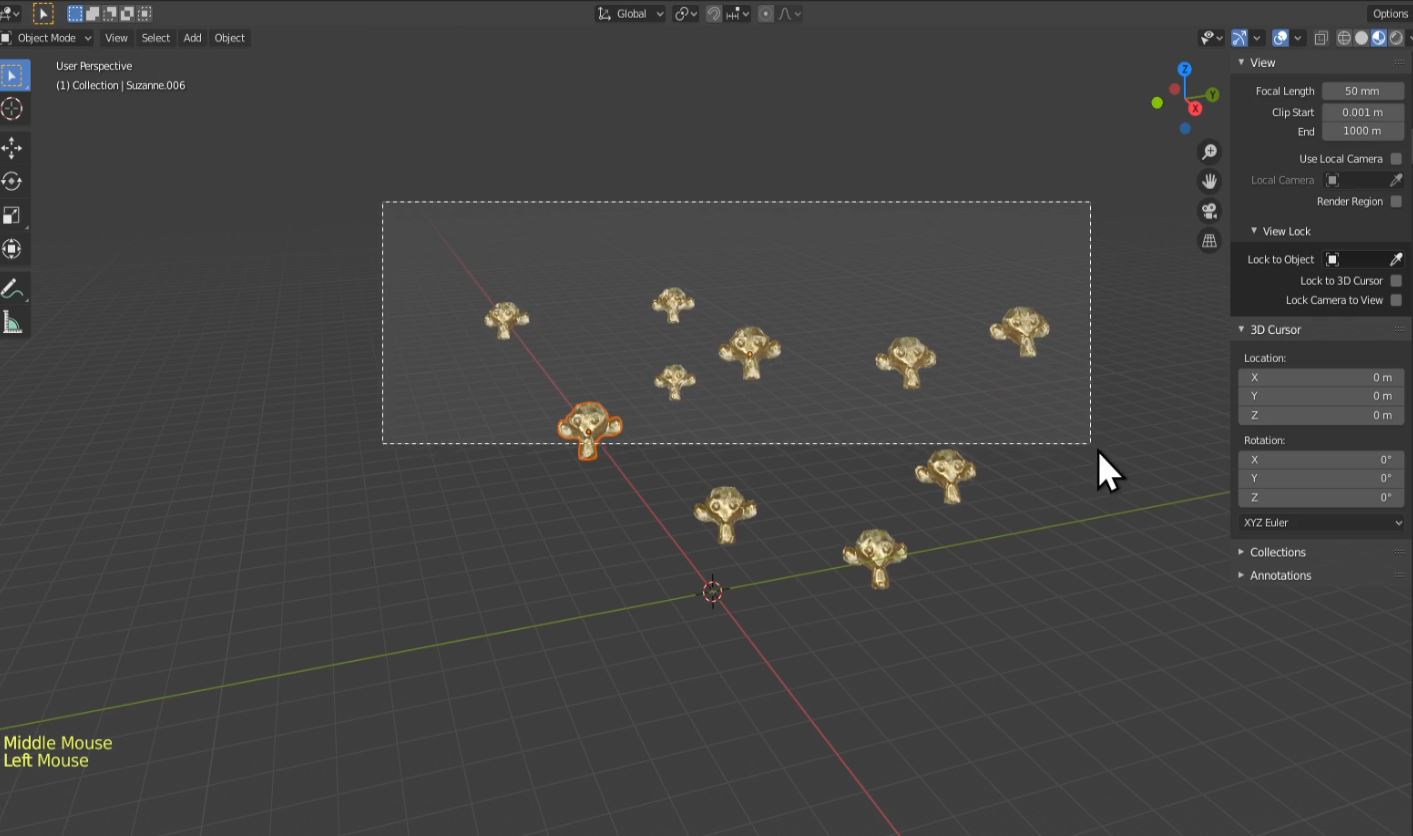 Global
Options
Object Mode
View
Select
Add
Object
User Perspective
(1) Collection | Suzanne.006
Z
Y
X
View
Focal Length 50 mm
Clip Start 0.001 m
End 1000 m
Use Local Camera
Local Camera
Render Region
View Lock
Lock to Object
Lock to 3D Cursor
Lock Camera to View
3D Cursor
Location:
X 0 m
Y 0 m
Z 0 m
Rotation:
X 0°
Y 0°
Z 0°
XYZ Euler
Collections
Annotations
Middle Mouse
Left Mouse